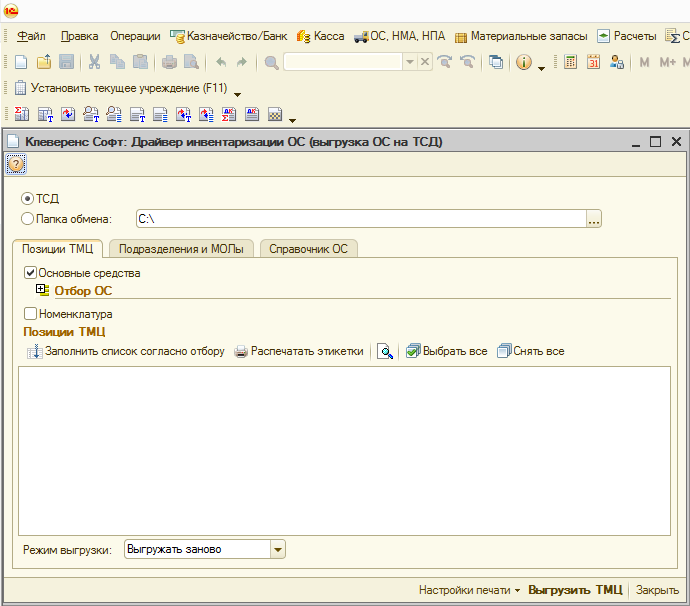 Файл Правка Операции Казначейство/Банк Касса ОС, НМА, НПА Материальные запасы Расчеты С
M M+ M
Установить текущее учреждение (F11)
Клеверенс Софт: Драйвер инвентаризации ОС (выгрузка ОС на ТСД)
ТСД
Папка обмена: C:\ ...
Позиции ТМЦ Подразделения и МОЛы Справочник ОС
Основные средства
Отбор ОС
Номенклатура
Позиции ТМЦ
Заполнить список согласно отбору Распечатать этикетки Выбрать все Снять все
Режим выгрузки: Выгружать заново
Настройки печати Выгрузить ТМЦ Закрыть